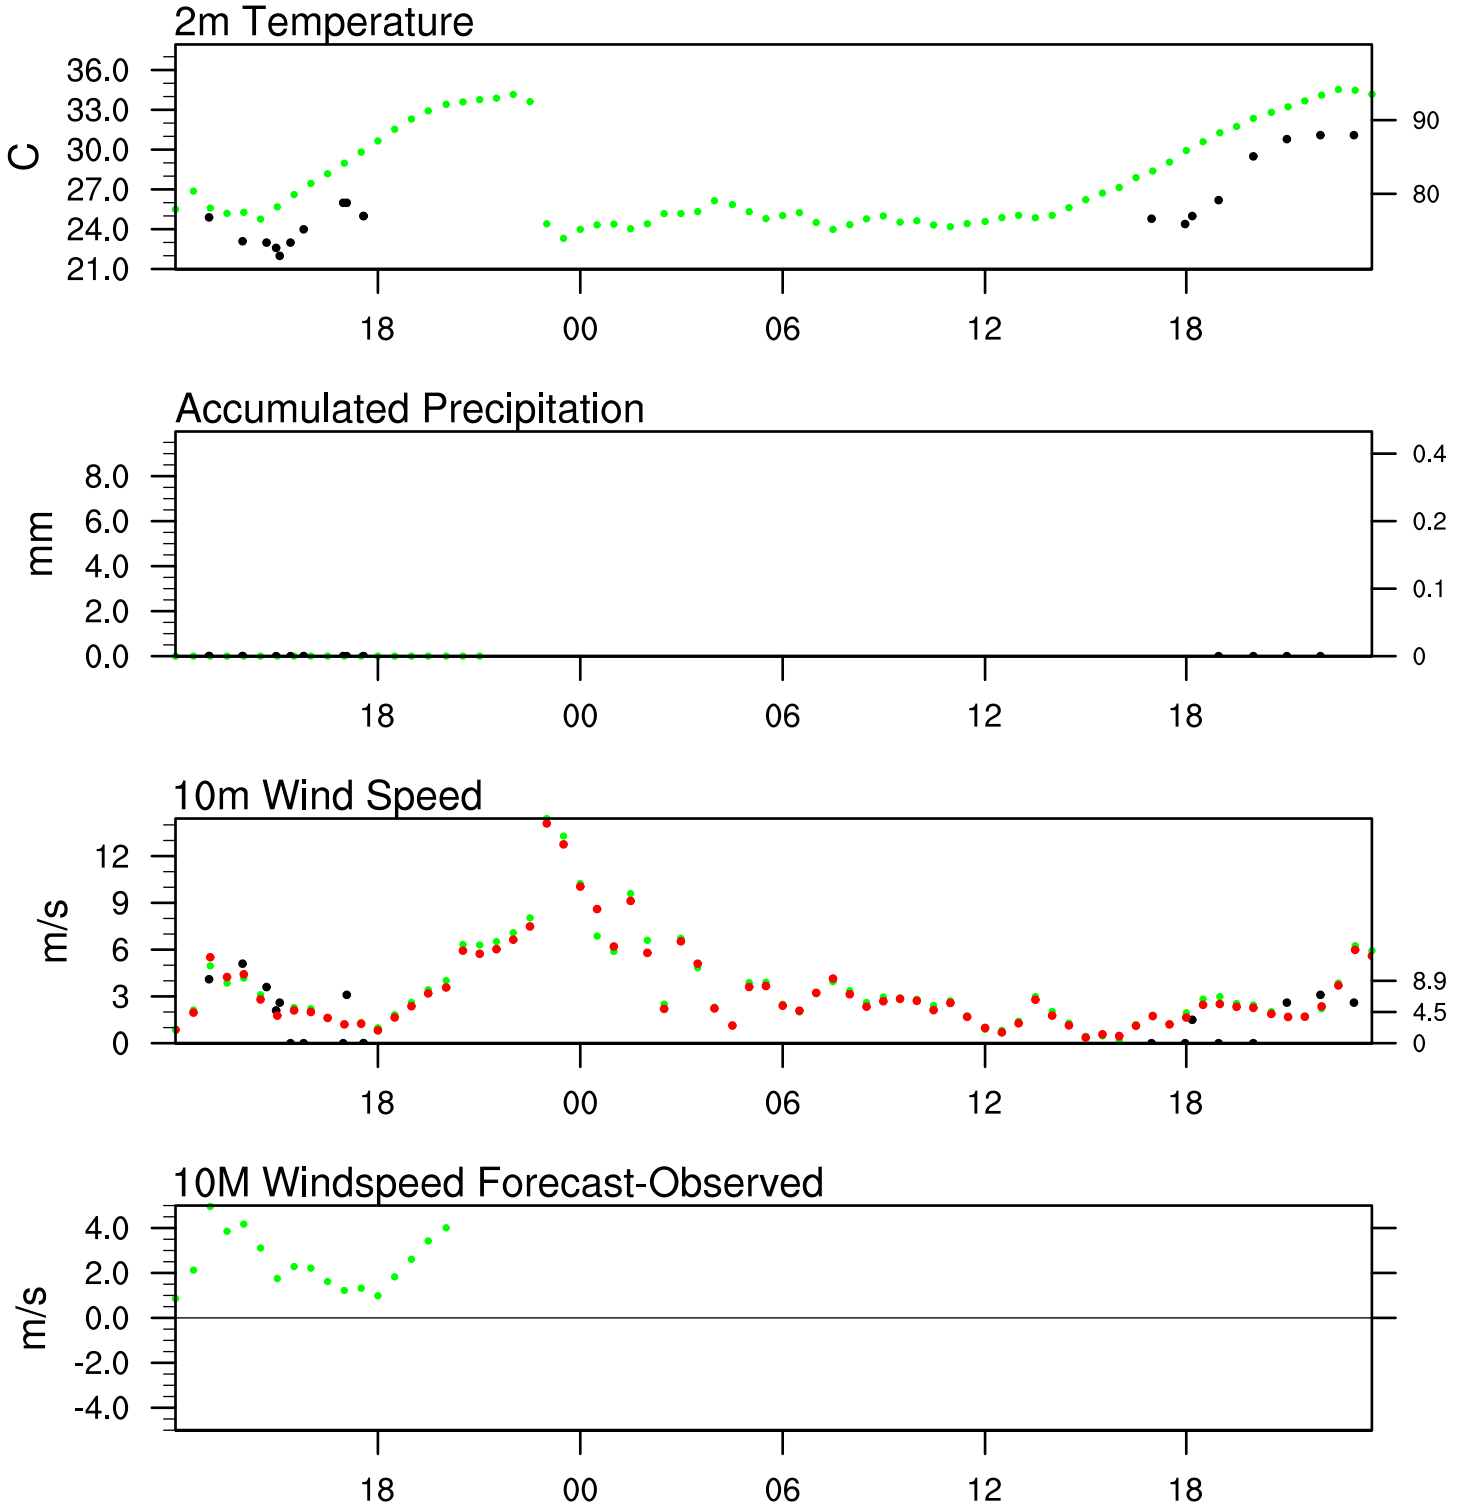 2m Temperature
36.0
33.0
30.0
27.0
24.0
21.0
C
90
80
18 00 06 12 18
Accumulated Precipitation
8.0
6.0
4.0
2.0
0.0
mm
0.4
0.2
0.1
0
18 00 06 12 18
10m Wind Speed
12
9
6
3
0
m/s
8.9
4.5
0
18 00 06 12 18
10M Windspeed Forecast-Observed
4.0
2.0
0.0
-2.0
-4.0
m/s
18 00 06 12 18